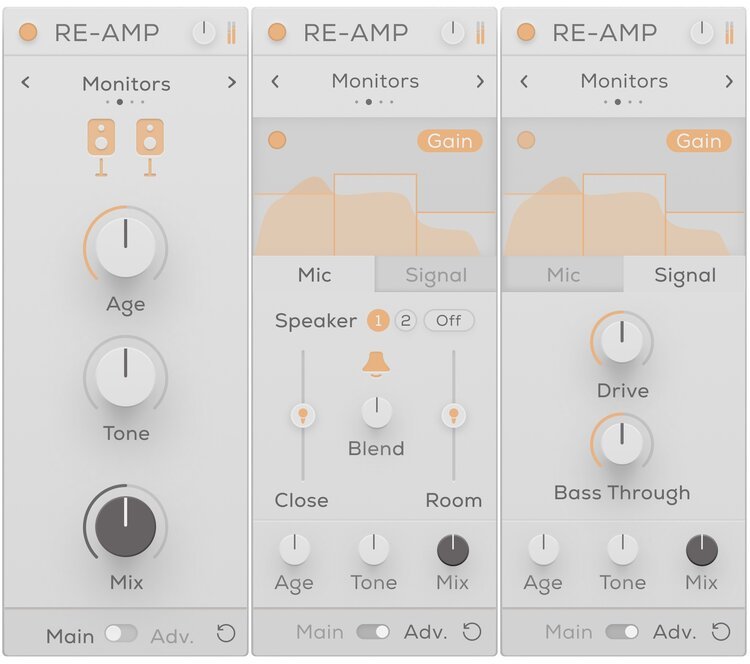 RE-AMP
Monitors
Age
Tone
Mix
Main Adv.
RE-AMP
Monitors
Gain
Mic Signal
Speaker 1 2 Off
Blend
Close Room
Age Tone Mix
Main Adv.
RE-AMP
Monitors
Gain
Mic Signal
Drive
Bass Through
Age Tone Mix
Main Adv.